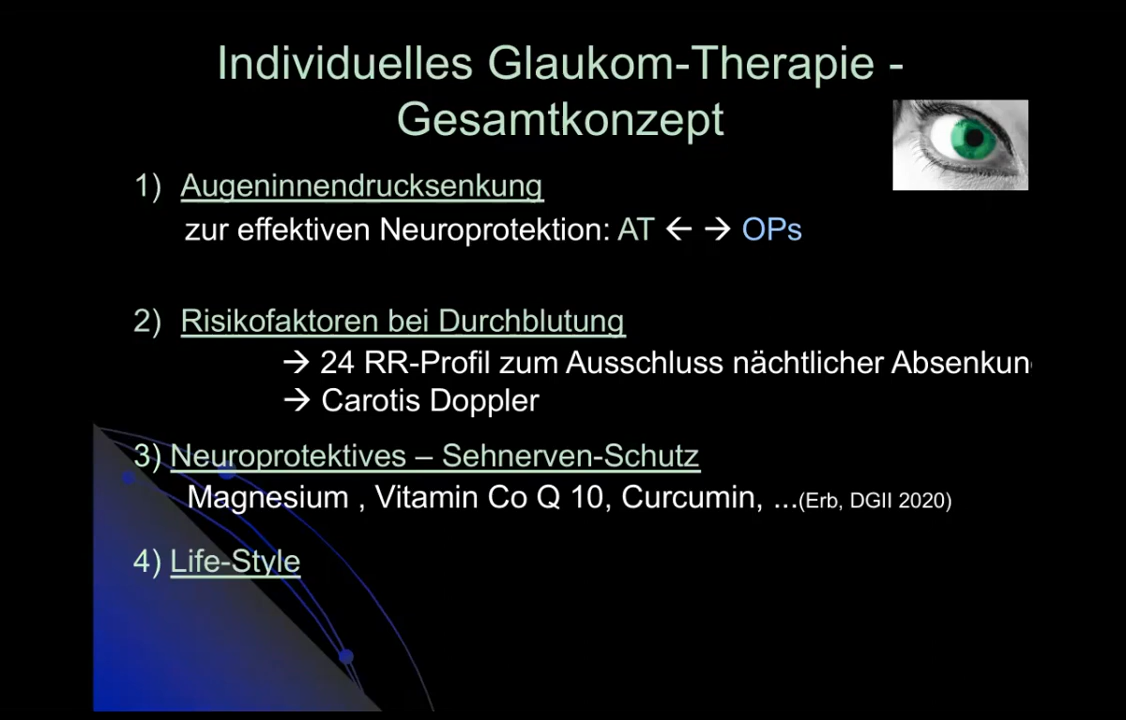 Individuelles Glaukom-Therapie -
Gesamtkonzept
1) Augeninnendrucksenkung
zur effektiven Neuroprotektion: AT ← → OPs
2) Risikofaktoren bei Durchblutung
→ 24 RR-Profil zum Ausschluss nächtlicher Absenkun
→ Carotis Doppler
3) Neuroprotektives – Sehnerven-Schutz
Magnesium , Vitamin Co Q 10, Curcumin, ...(Erb, DGII 2020)
4) Life-Style